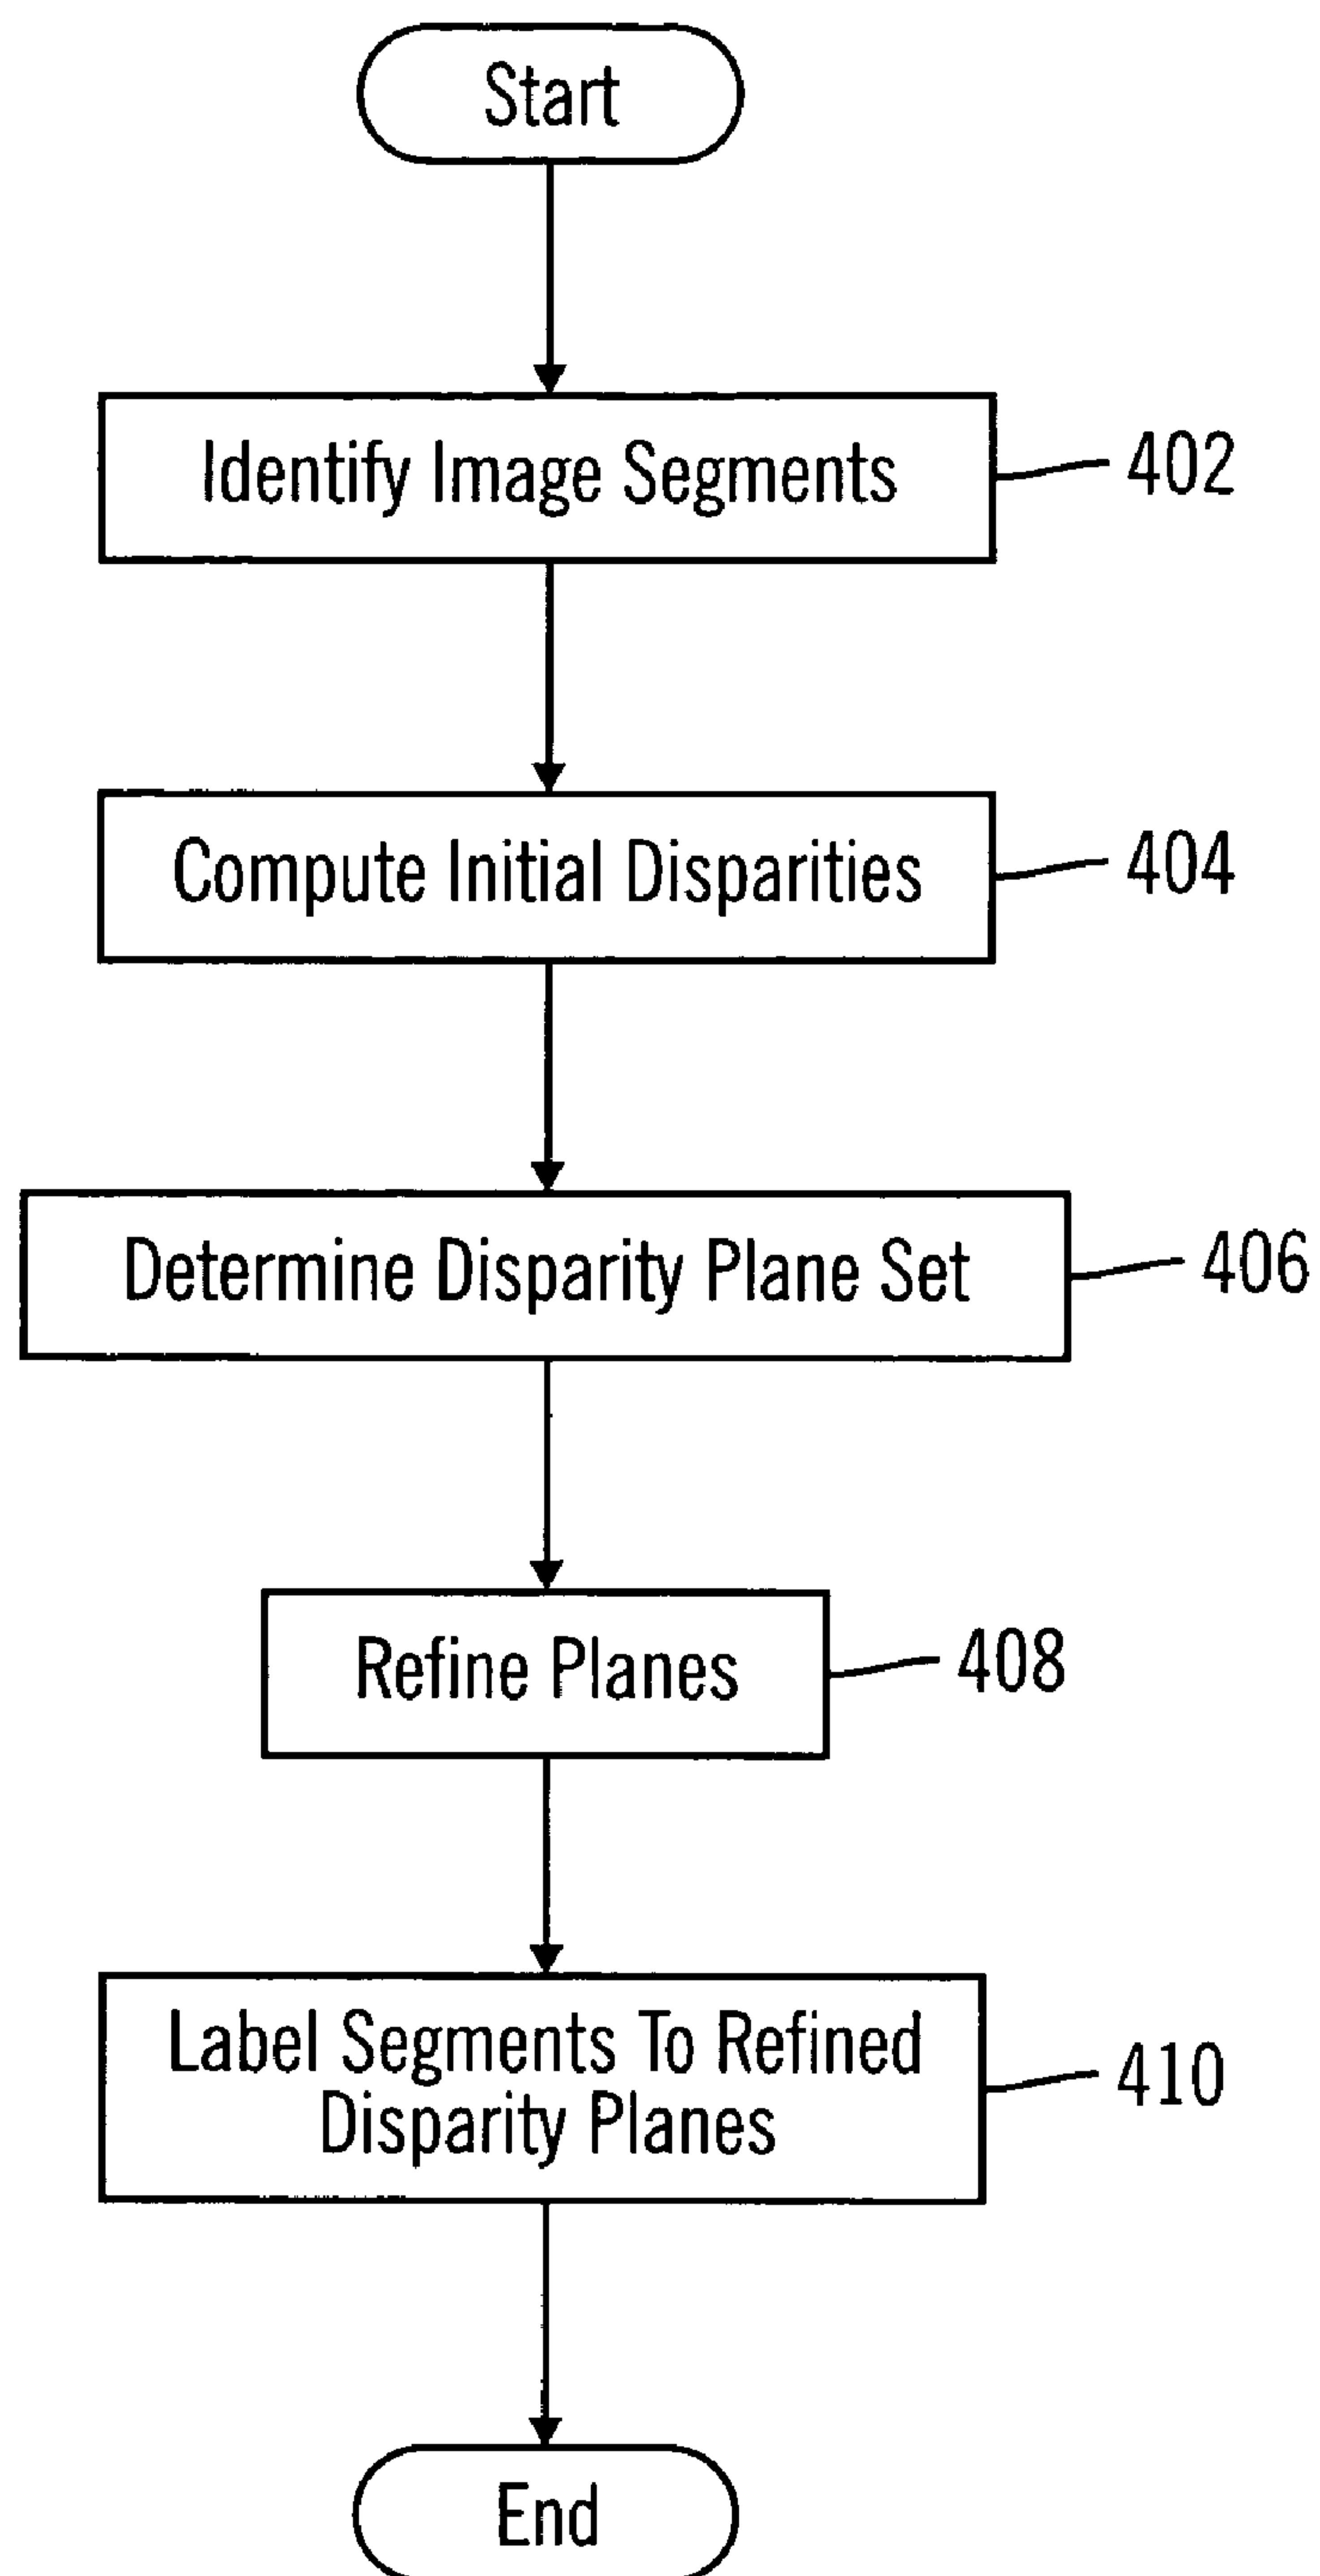 Start
Identify Image Segments
402
Compute Initial Disparities
404
Determine Disparity Plane Set
406
Refine Planes
408
Label Segments To Refined
Disparity Planes
410
End